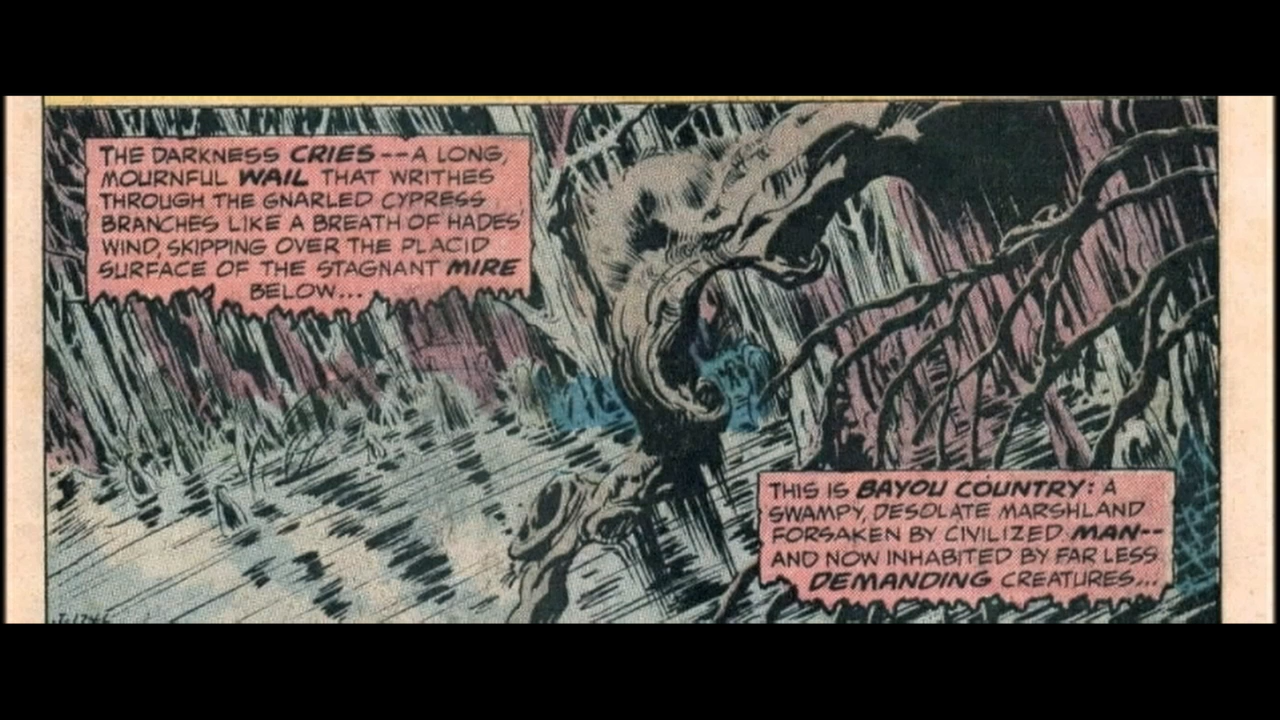 THE DARKNESS CRIES--A LONG,
MOURNFUL WAIL THAT WRITHES
THROUGH THE GNARLED CYPRESS
BRANCHES LIKE A BREATH OF HADES'
WIND, SKIPPING OVER THE PLACID
SURFACE OF THE STAGNANT MIRE
BELOW...
THIS IS BAYOU COUNTRY: A
SWAMPY, DESOLATE MARSHLAND
FORSAKEN BY CIVILIZED MAN--
AND NOW INHABITED BY FAR LESS
DEMANDING CREATURES...